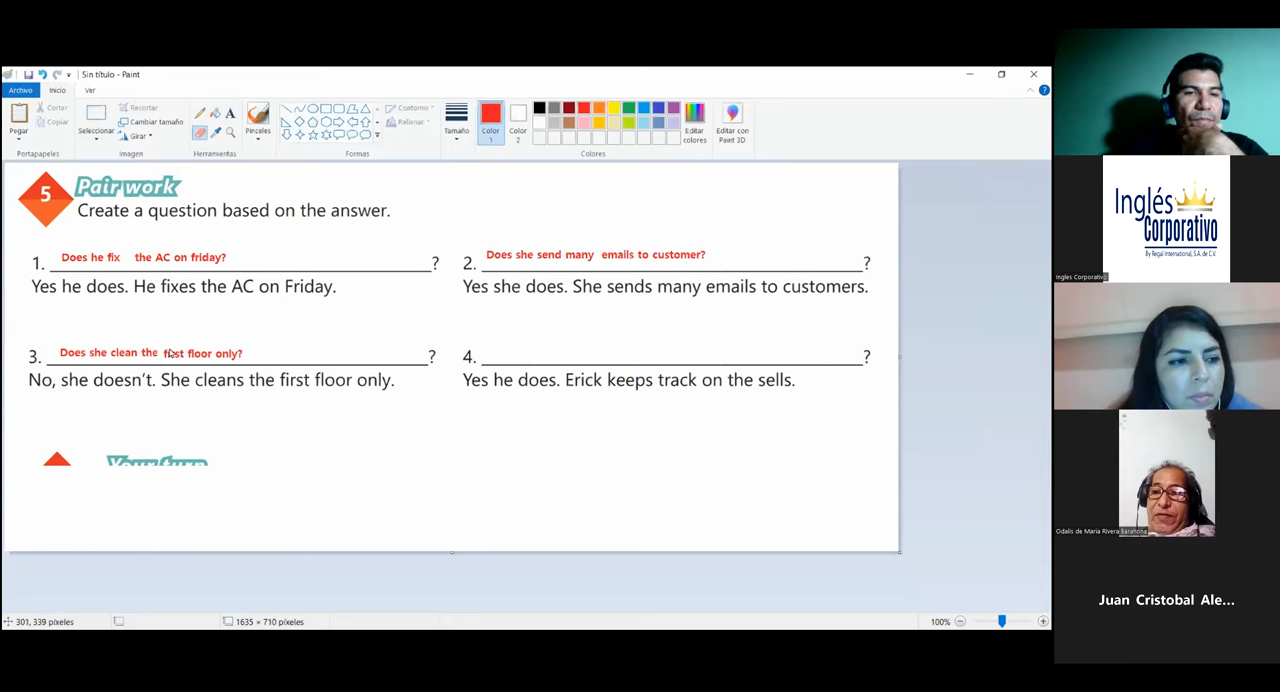 Sin título - Paint
Archivo Inicio Ver
Pegar
Cortar
Copiar
Portapapeles
Seleccionar
Recortar
Cambiar tamaño
Girar
Imagen
Herramientas
Pinceles
Formas
Contorno
Rellenar
Tamaño
Color 1
Color 2
Editar colores
Editar con Paint 3D
Colores
5 Pair work
Create a question based on the answer.
1. Does he fix the AC on friday? ?
Yes he does. He fixes the AC on Friday.
2. Does she send many emails to customer? ?
Yes she does. She sends many emails to customers.
3. Does she clean the first floor only? ?
No, she doesn't. She cleans the first floor only.
4. ?
Yes he does. Erick keeps track on the sells.
Your turn
301, 339 píxeles
1635 × 710 píxeles
100%
Inglés
Corporativo
By Regal International, S.A. de C.V.
Ingles Corporativo
Odalis de Maria Rivera Barahona
Juan Cristobal Ale...